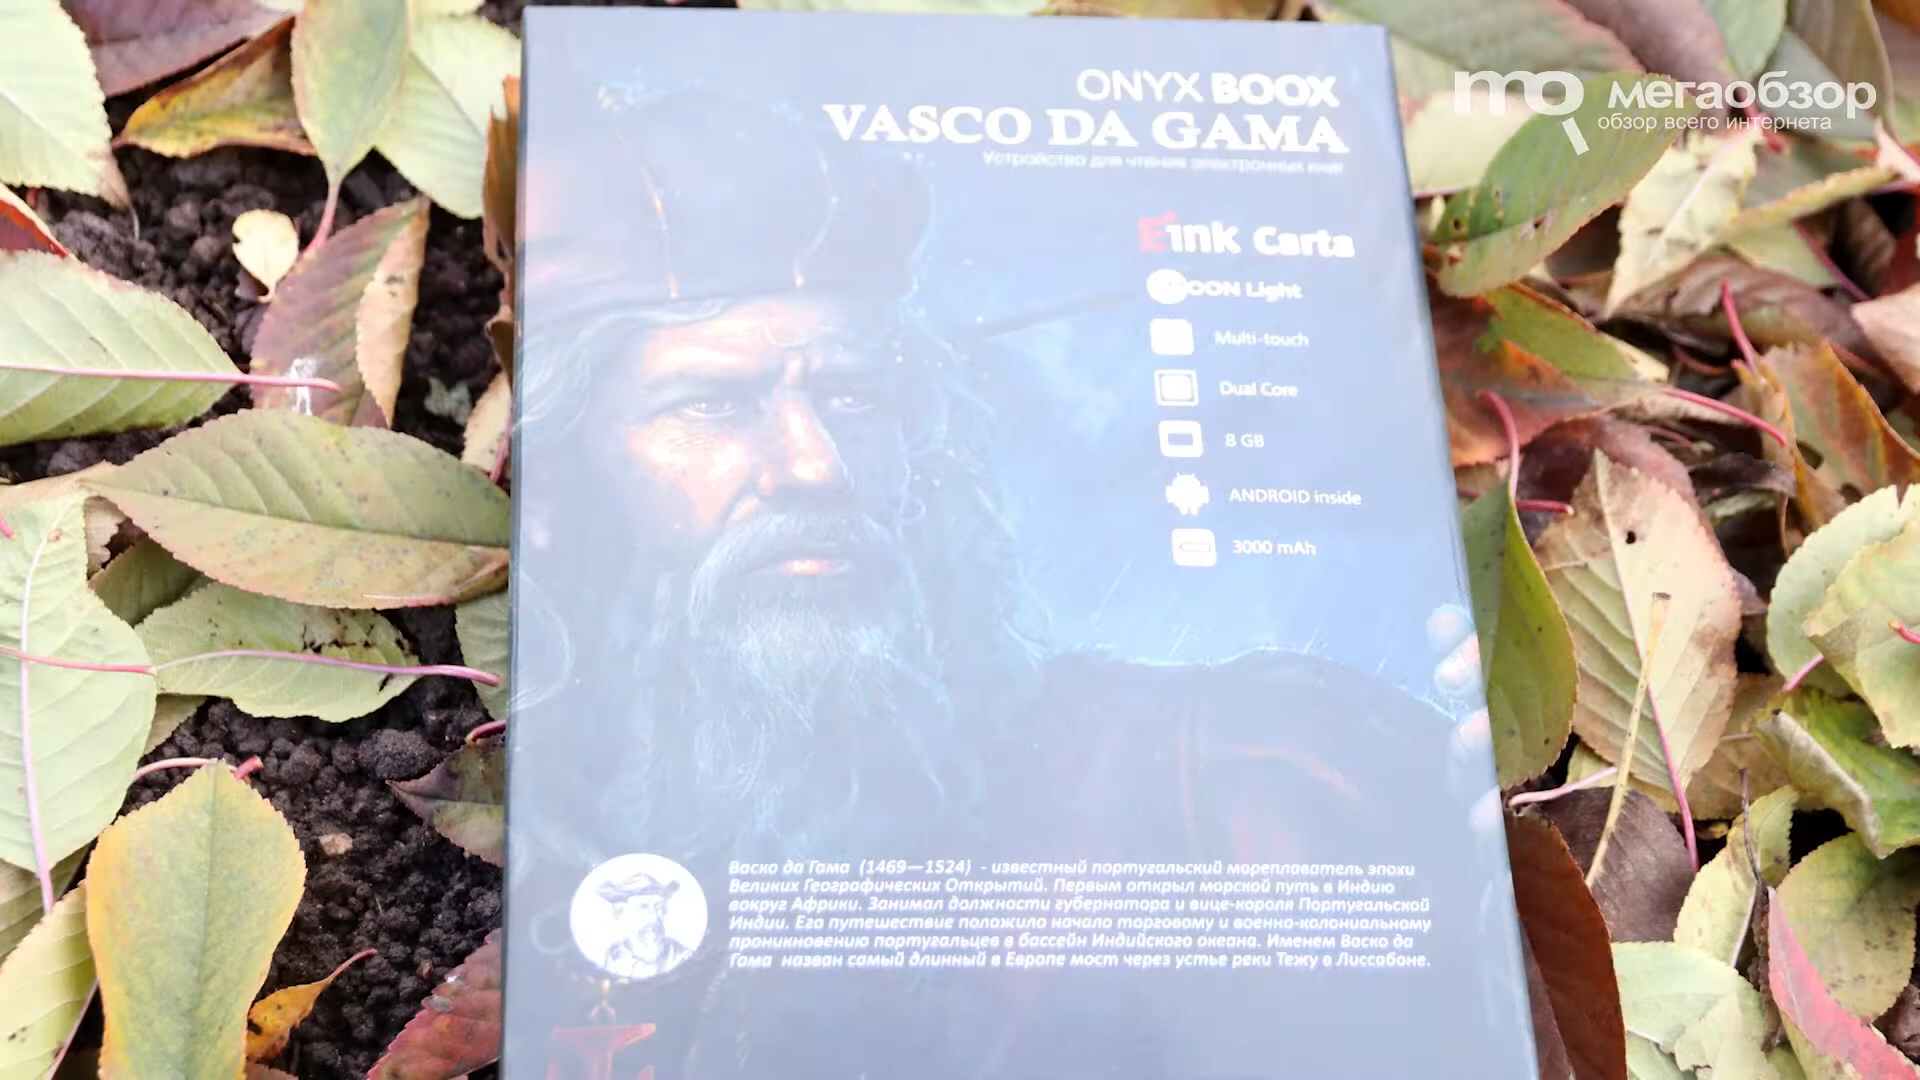 ONYX BOOX
VASCO DA GAMA
Устройство для чтения электронных книг
мегаобзор
обзор всего интернета
E ink Carta
MOON Light
Multi-touch
Dual Core
8 GB
ANDROID inside
3000 mAh
Васко да Гама (1469—1524) - известный португальский мореплаватель эпохи
Великих Географических Открытий. Первым открыл морской путь в Индию
вокруг Африки. Занимал должности губернатора и вице-короля Португальской
Индии. Его путешествие положило начало торговому и военно-колониальному
проникновению португальцев в бассейн Индийского океана. Именем Васко да
Гама назван самый длинный в Европе мост через устье реки Тежу в Лиссабоне.